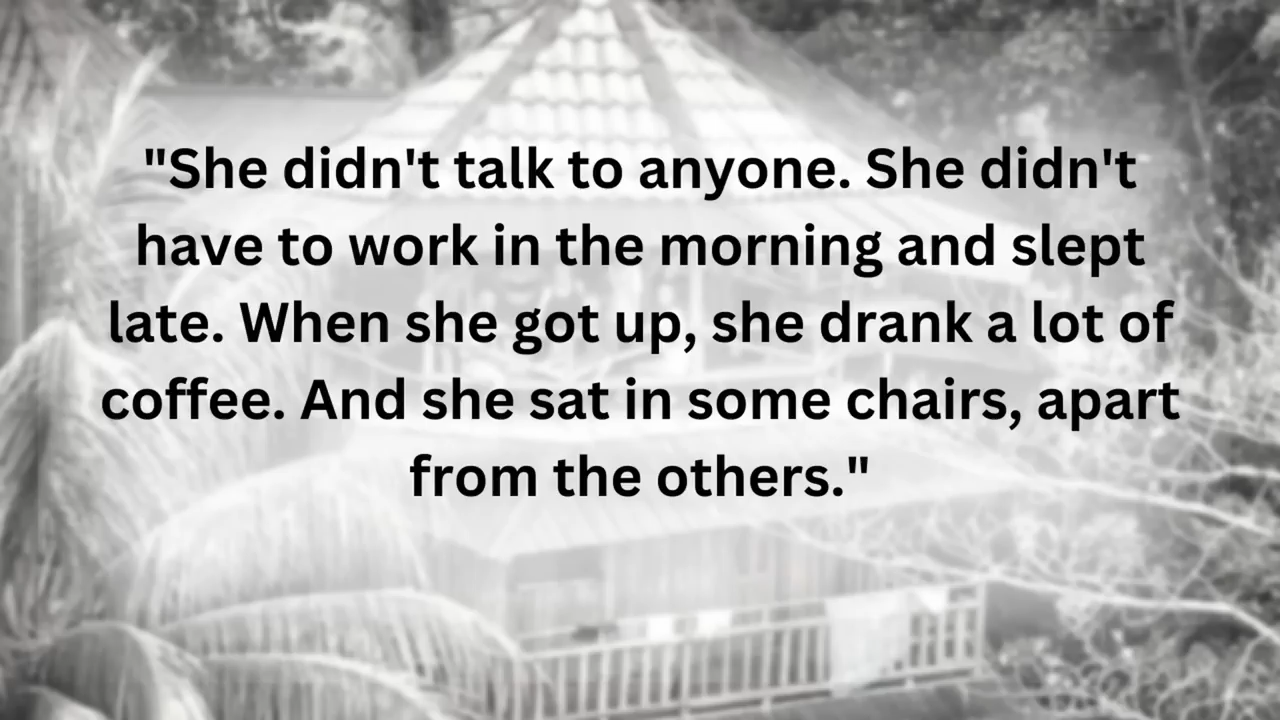 "She didn't talk to anyone. She didn't
have to work in the morning and slept
late. When she got up, she drank a lot of
coffee. And she sat in some chairs, apart
from the others."